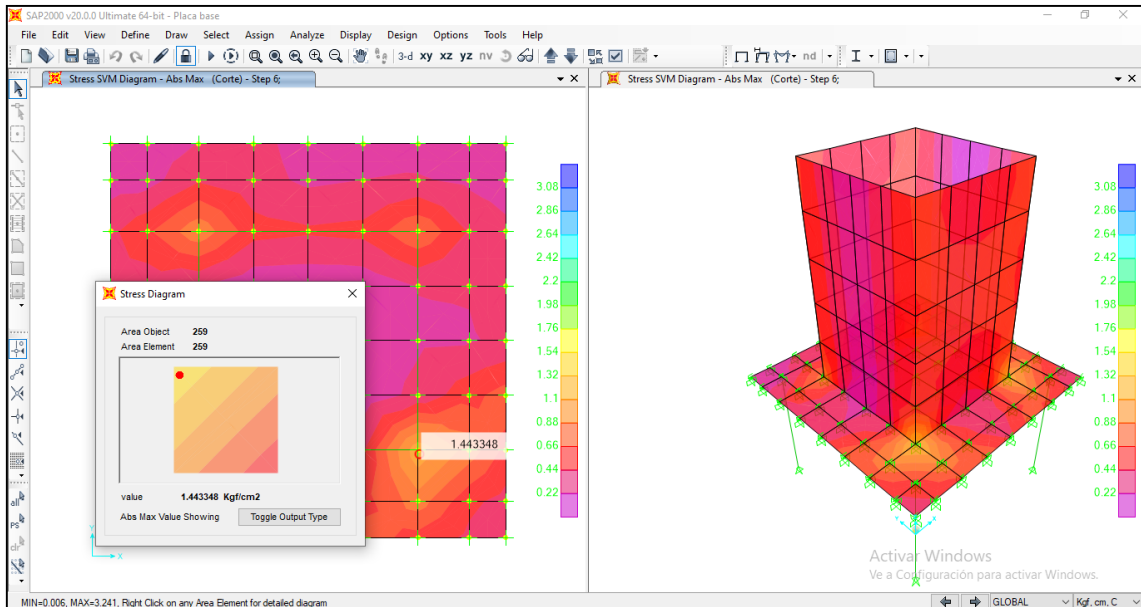 SAP2000 v20.0.0 Ultimate 64-bit - Placa base
File Edit View Define Draw Select Assign Analyze Display Design Options Tools Help
3-d xy xz yz nv nd
Stress SVM Diagram - Abs Max (Corte) - Step 6;
Stress SVM Diagram - Abs Max (Corte) - Step 6;
3.08
2.86
2.64
2.42
2.2
1.98
1.76
1.54
1.32
1.1
0.88
0.66
0.44
0.22
1.443348
Stress Diagram
Area Object 259
Area Element 259
value 1.443348 Kgf/cm2
Abs Max Value Showing Toggle Output Type
Y
X
3.08
2.86
2.64
2.42
2.2
1.98
1.76
1.54
1.32
1.1
0.88
0.66
0.44
0.22
Y X
all
ps
clr
Activar Windows
Ve a Configuración para activar Windows.
MIN=0.006, MAX=3.241, Right Click on any Area Element for detailed diagram
GLOBAL Kgf, cm, C